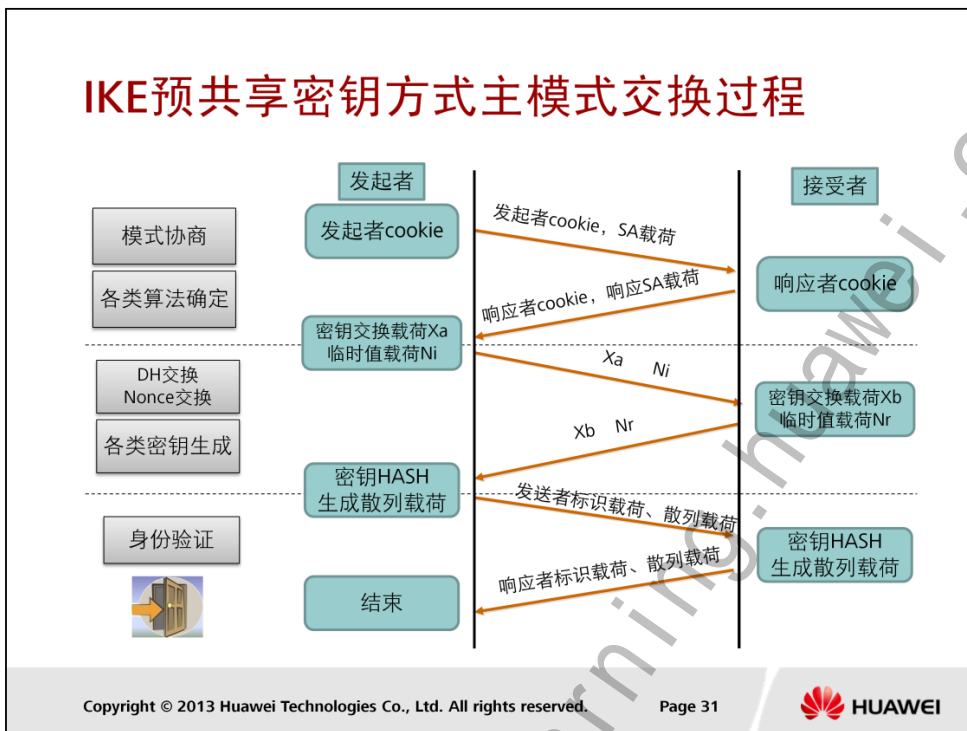 IKE预共享密钥方式主模式交换过程
发起者
接受者
模式协商
发起者cookie
发起者cookie，SA载荷
各类算法确定
响应者cookie，响应SA载荷
响应者cookie
密钥交换载荷Xa
临时值载荷Ni
Xa Ni
DH交换
Nonce交换
密钥交换载荷Xb
临时值载荷Nr
各类密钥生成
Xb Nr
密钥HASH
生成散列载荷
发送者标识载荷、散列载荷
身份验证
密钥HASH
生成散列载荷
响应者标识载荷、散列载荷
结束
Copyright © 2013 Huawei Technologies Co., Ltd. All rights reserved.
Page 31
HUAWEI
rning.huawei